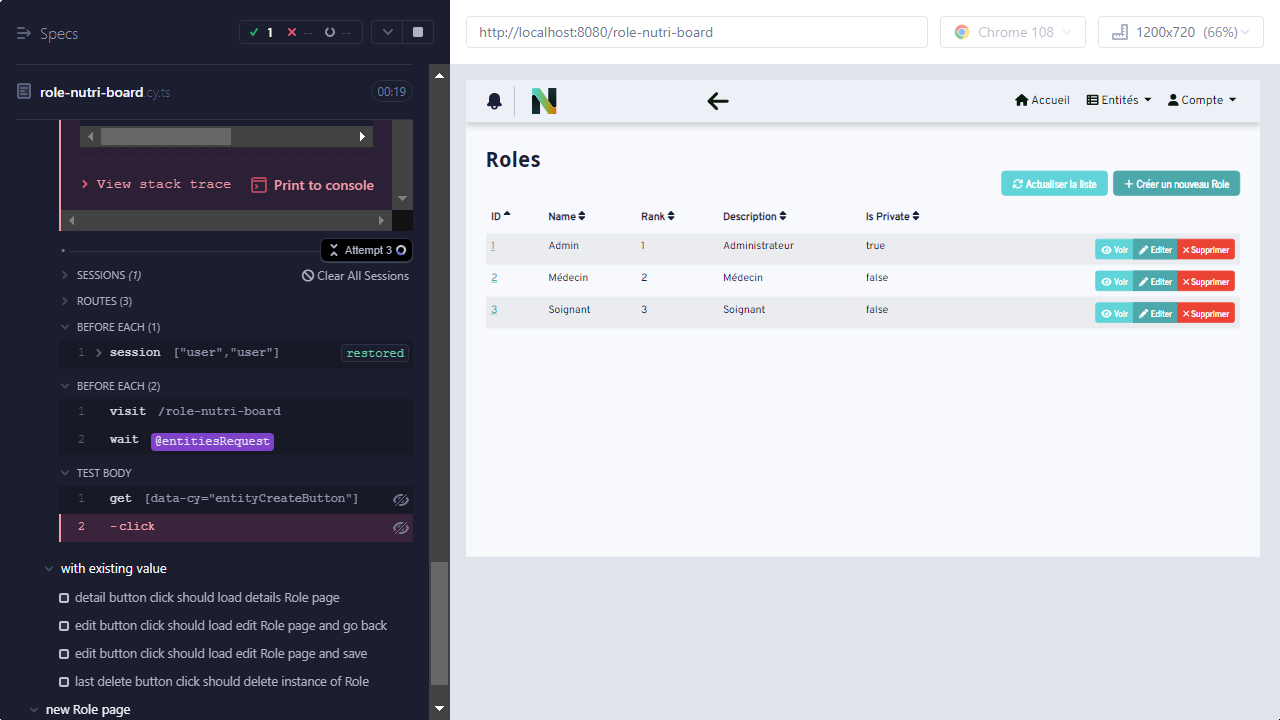 Specs
1
--
--
http://localhost:8080/role-nutri-board
Chrome 108
1200x720 (66%)
role-nutri-board.cy.ts
00:19
View stack trace
Print to console
Attempt 3
SESSIONS (1)
Clear All Sessions
ROUTES (3)
BEFORE EACH (1)
1 session ["user","user"] restored
BEFORE EACH (2)
1 visit /role-nutri-board
2 wait @entitiesRequest
TEST BODY
1 get [data-cy="entityCreateButton"]
2 -click
with existing value
detail button click should load details Role page
edit button click should load edit Role page and go back
edit button click should load edit Role page and save
last delete button click should delete instance of Role
new Role page
N
Accueil
Entités
Compte
Roles
Actualiser la liste
Créer un nouveau Role
ID Name Rank Description Is Private
1 Admin 1 Administrateur true Voir Editer Supprimer
2 Médecin 2 Médecin false Voir Editer Supprimer
3 Soignant 3 Soignant false Voir Editer Supprimer